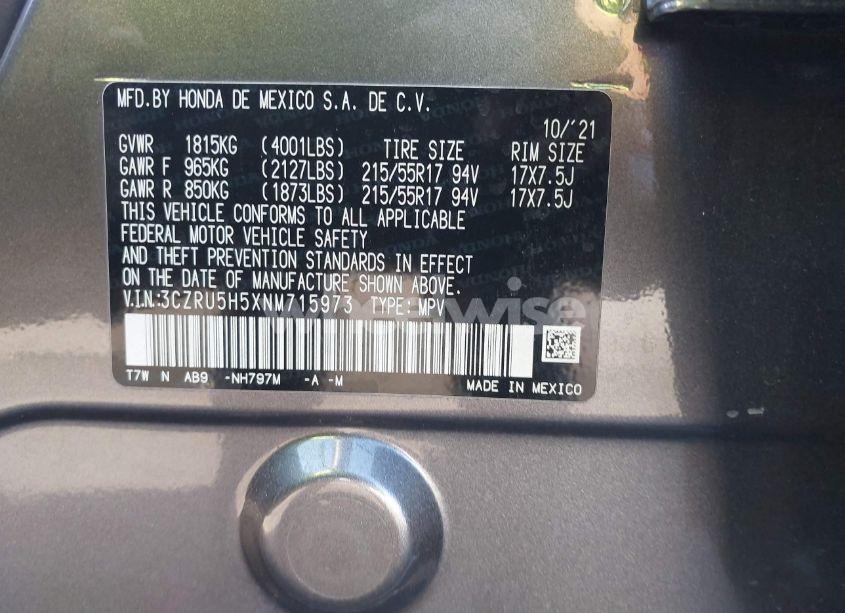 MFD.BY HONDA DE MEXICO S.A. DE C.V.
10/'21
GVWR 1815KG (4001LBS) TIRE SIZE RIM SIZE
GAWR F 965KG (2127LBS) 215/55R17 94V 17X7.5J
GAWR R 850KG (1873LBS) 215/55R17 94V 17X7.5J
THIS VEHICLE CONFORMS TO ALL APPLICABLE
FEDERAL MOTOR VEHICLE SAFETY
AND THEFT PREVENTION STANDARDS IN EFFECT
ON THE DATE OF MANUFACTURE SHOWN ABOVE.
V.I.N:3CZRU5H5XNM715973 TYPE: MPV
T7W N AB9 -NH797M -A -M
MADE IN MEXICO